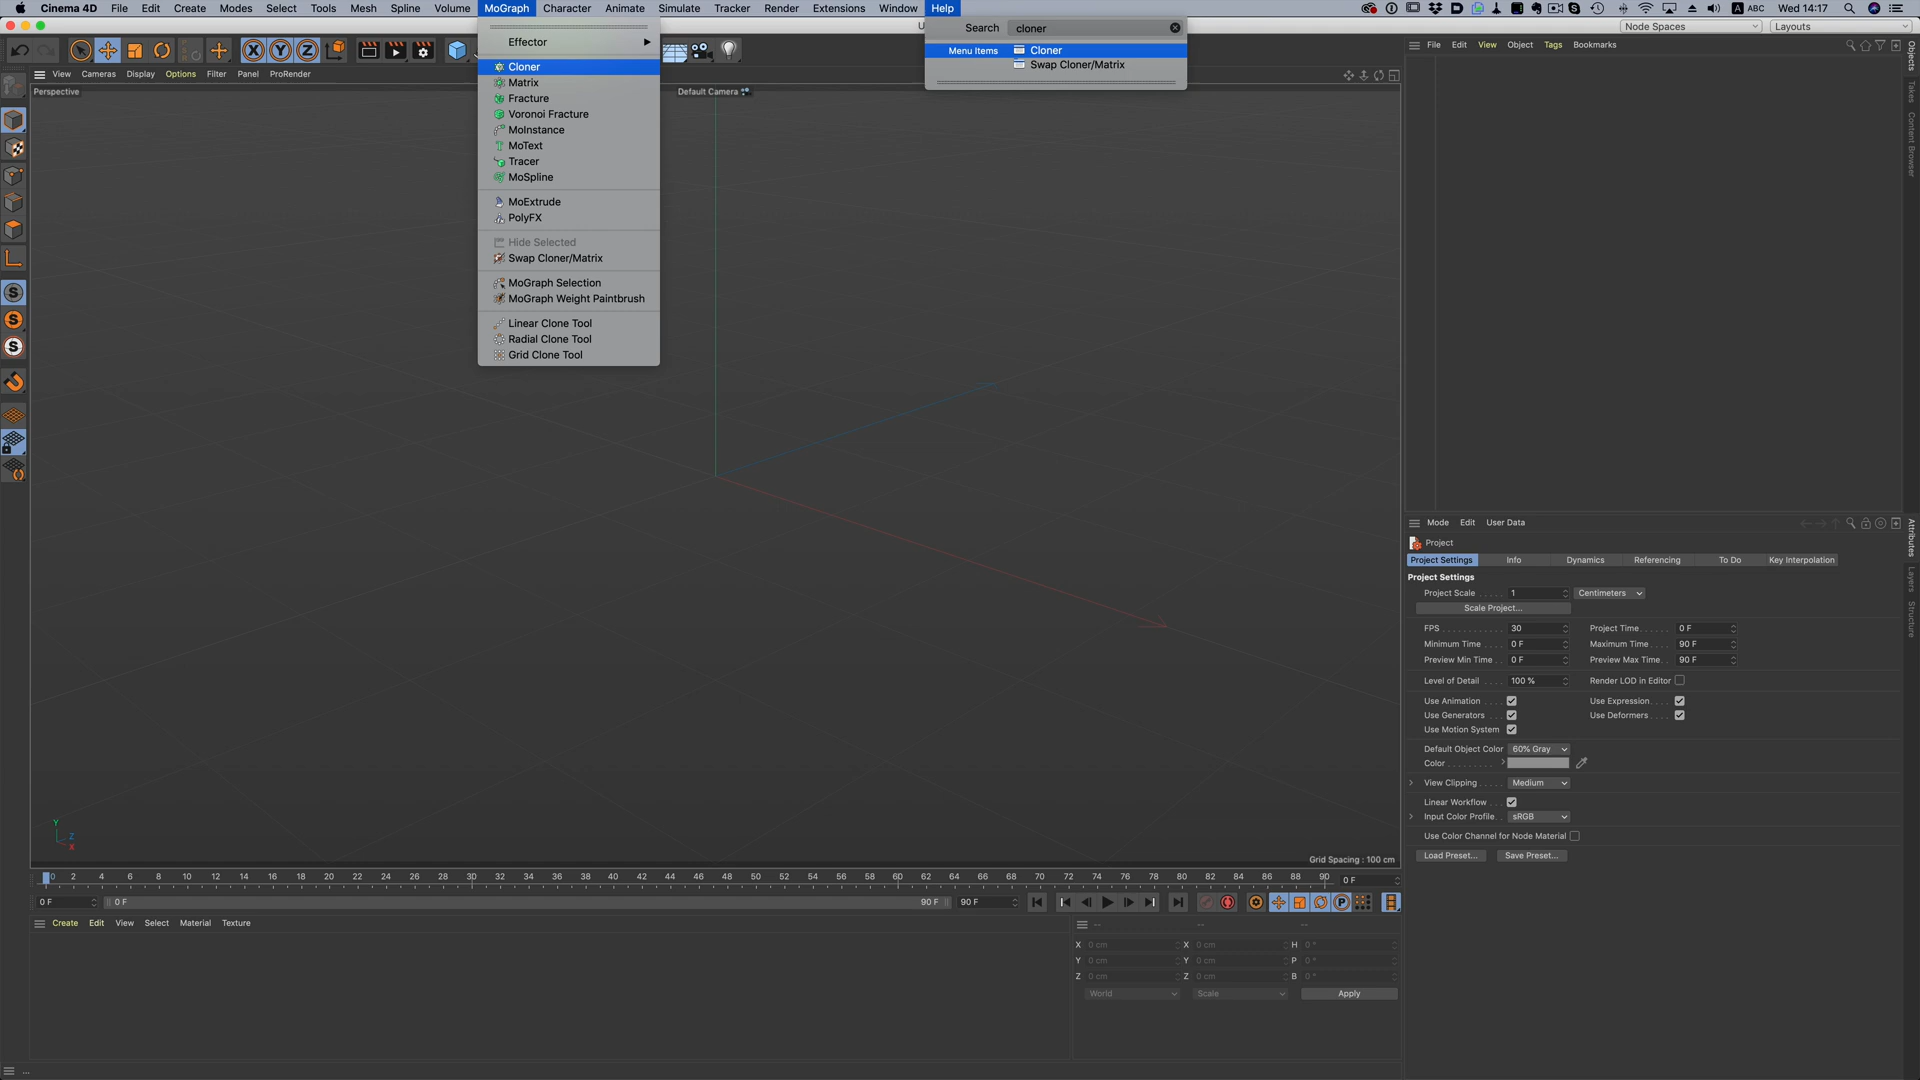 Cinema 4D File Edit Create Modes Select Tools Mesh Spline Volume MoGraph Character Animate Simulate Tracker Render Extensions Window Help
ABC Wed 14:17
Search cloner
Menu Items Cloner
Swap Cloner/Matrix
Node Spaces Layouts
Effector
Cloner
Matrix
Fracture
Voronoi Fracture
MoInstance
MoText
Tracer
MoSpline
MoExtrude
PolyFX
Hide Selected
Swap Cloner/Matrix
MoGraph Selection
MoGraph Weight Paintbrush
Linear Clone Tool
Radial Clone Tool
Grid Clone Tool
View Cameras Display Options Filter Panel ProRender
Perspective
Default Camera
Y
Z
X
Grid Spacing : 100 cm
File Edit View Object Tags Bookmarks
Objects
Takes
Content Browser
Mode Edit User Data
Attributes
Layers
Structure
Project
Project Settings Info Dynamics Referencing To Do Key Interpolation
Project Settings
Project Scale 1 Centimeters
Scale Project...
FPS 30 Project Time 0 F
Minimum Time 0 F Maximum Time 90 F
Preview Min Time 0 F Preview Max Time 90 F
Level of Detail 100 % Render LOD in Editor
Use Animation Use Expression
Use Generators Use Deformers
Use Motion System
Default Object Color 60% Gray
Color
View Clipping Medium
Linear Workflow
Input Color Profile sRGB
Use Color Channel for Node Material
Load Preset... Save Preset...
0 2 4 6 8 10 12 14 16 18 20 22 24 26 28 30 32 34 36 38 40 42 44 46 48 50 52 54 56 58 60 62 64 66 68 70 72 74 76 78 80 82 84 86 88 90 0 F
0 F 0 F 90 F 90 F
Create Edit View Select Material Texture
-- -- --
X 0 cm X 0 cm H 0 °
Y 0 cm Y 0 cm P 0 °
Z 0 cm Z 0 cm B 0 °
World Scale Apply
...